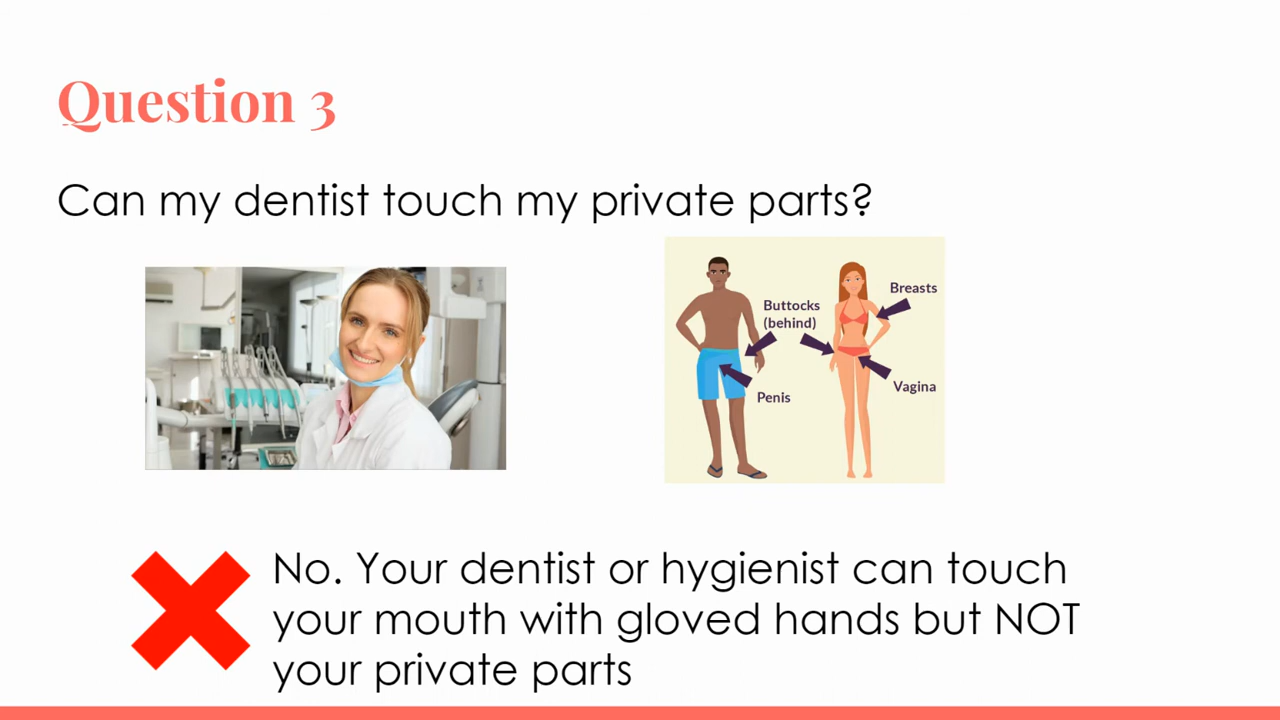 Question 3
Can my dentist touch my private parts?
Breasts
Buttocks
(behind)
Vagina
Penis
No. Your dentist or hygienist can touch
your mouth with gloved hands but NOT
your private parts